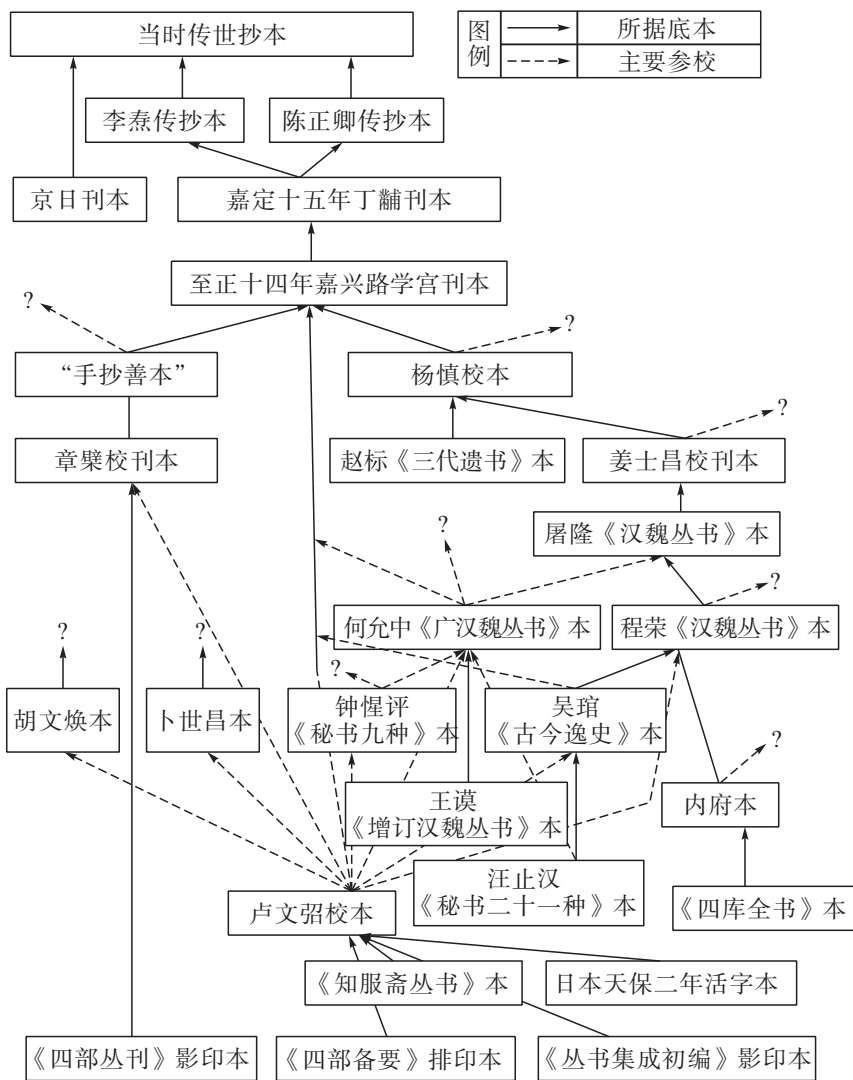 当时传世抄本
图例
所据底本
主要参校
李焘传抄本
陈正卿传抄本
京日刊本
嘉定十五年丁黼刊本
至正十四年嘉兴路学宫刊本
?
?
“手抄善本”
杨慎校本
?
章檗校刊本
赵标《三代遗书》本
姜士昌校刊本
屠隆《汉魏丛书》本
?
?
何允中《广汉魏丛书》本
程荣《汉魏丛书》本
?
?
?
胡文焕本
卜世昌本
钟惺评
《秘书九种》本
吴琯
《古今逸史》本
?
王谟
《增订汉魏丛书》本
内府本
汪止汉
《秘书二十一种》本
卢文弨校本
《四库全书》本
《知服斋丛书》本
日本天保二年活字本
《四部丛刊》影印本
《四部备要》排印本
《丛书集成初编》影印本